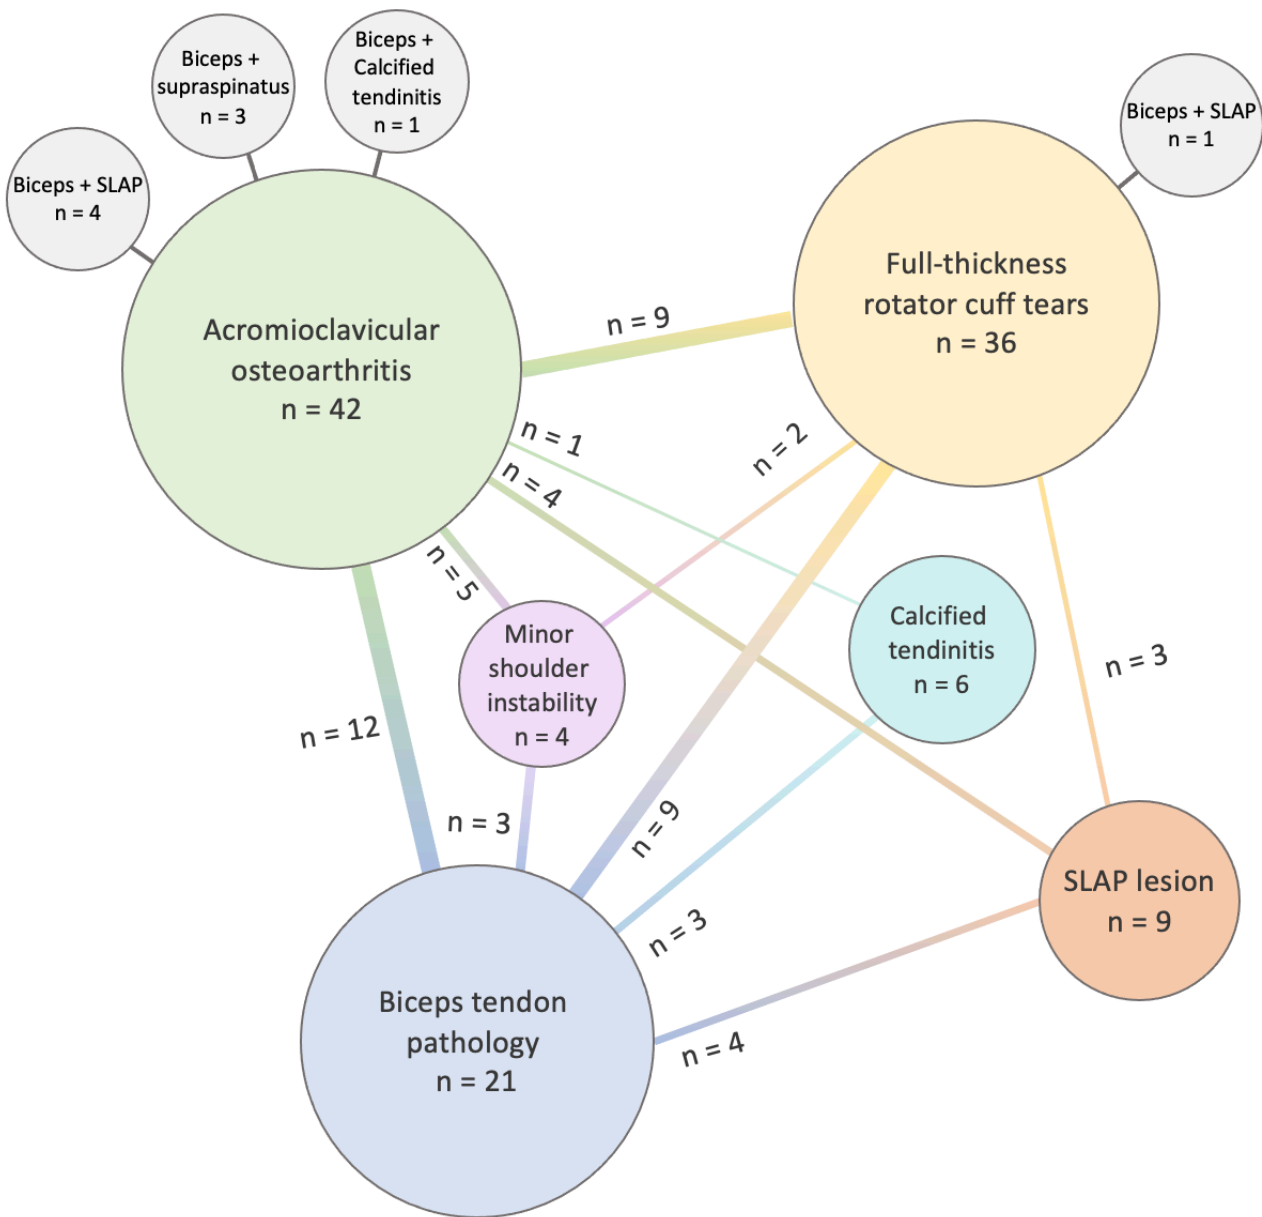 Biceps +
supraspinatus
n = 3
Biceps +
Calcified
tendinitis
n = 1
Biceps + SLAP
n = 1
Biceps + SLAP
n = 4
Full-thickness
rotator cuff tears
n = 36
Acromioclavicular
osteoarthritis
n = 42
n = 9
n = 1
n = 2
n = 4
n = 5
Minor
shoulder
instability
n = 4
Calcified
tendinitis
n = 6
n = 3
n = 12
n = 3
n = 9
n = 3
SLAP lesion
n = 9
Biceps tendon
pathology
n = 21
n = 4